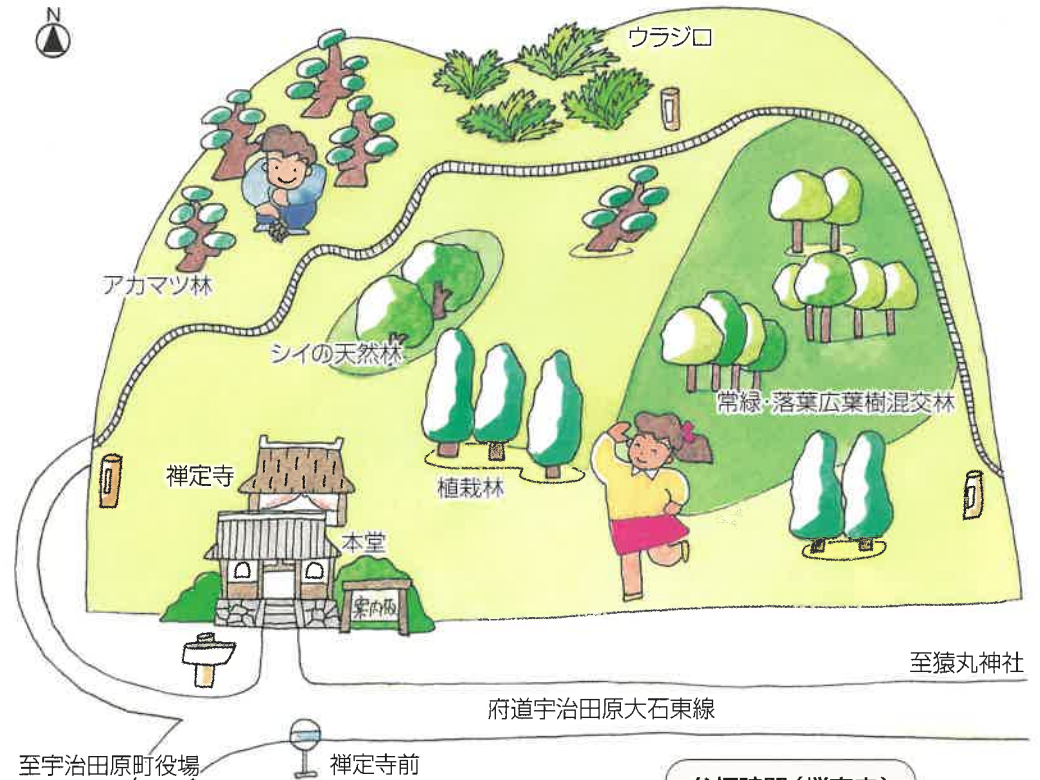 N
ウラジロ
アカマツ林
シイの天然林
常緑・落葉広葉樹混交林
禅定寺
植栽林
本堂
案内板
至猿丸神社
府道宇治田原大石東線
至宇治田原町役場
禅定寺前